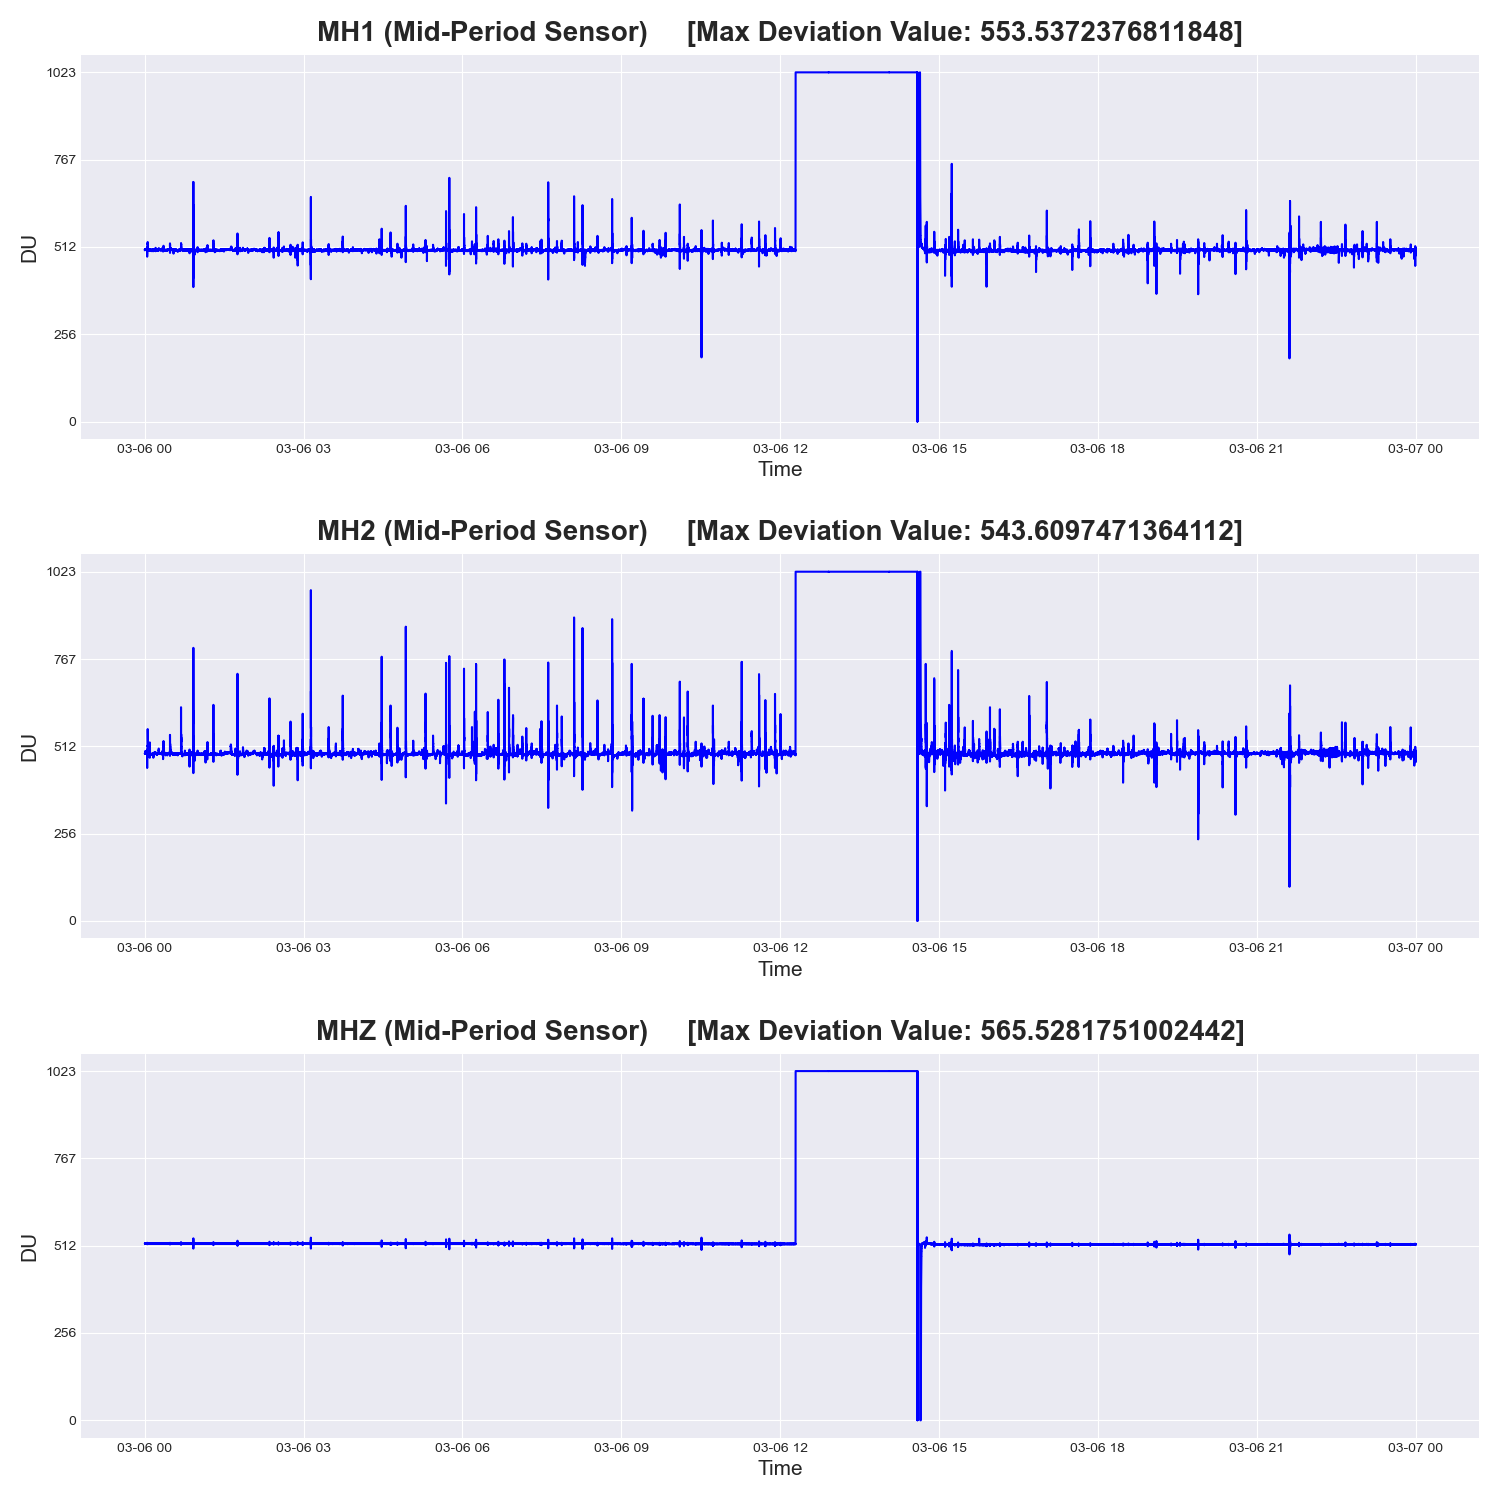 MH1 (Mid-Period Sensor) [Max Deviation Value: 553.5372376811848]
1023
767
512
256
0
DU
03-06 00 03-06 03 03-06 06 03-06 09 03-06 12 03-06 15 03-06 18 03-06 21 03-07 00
Time
MH2 (Mid-Period Sensor) [Max Deviation Value: 543.6097471364112]
1023
767
512
256
0
DU
03-06 00 03-06 03 03-06 06 03-06 09 03-06 12 03-06 15 03-06 18 03-06 21 03-07 00
Time
MHZ (Mid-Period Sensor) [Max Deviation Value: 565.5281751002442]
1023
767
512
256
0
DU
03-06 00 03-06 03 03-06 06 03-06 09 03-06 12 03-06 15 03-06 18 03-06 21 03-07 00
Time